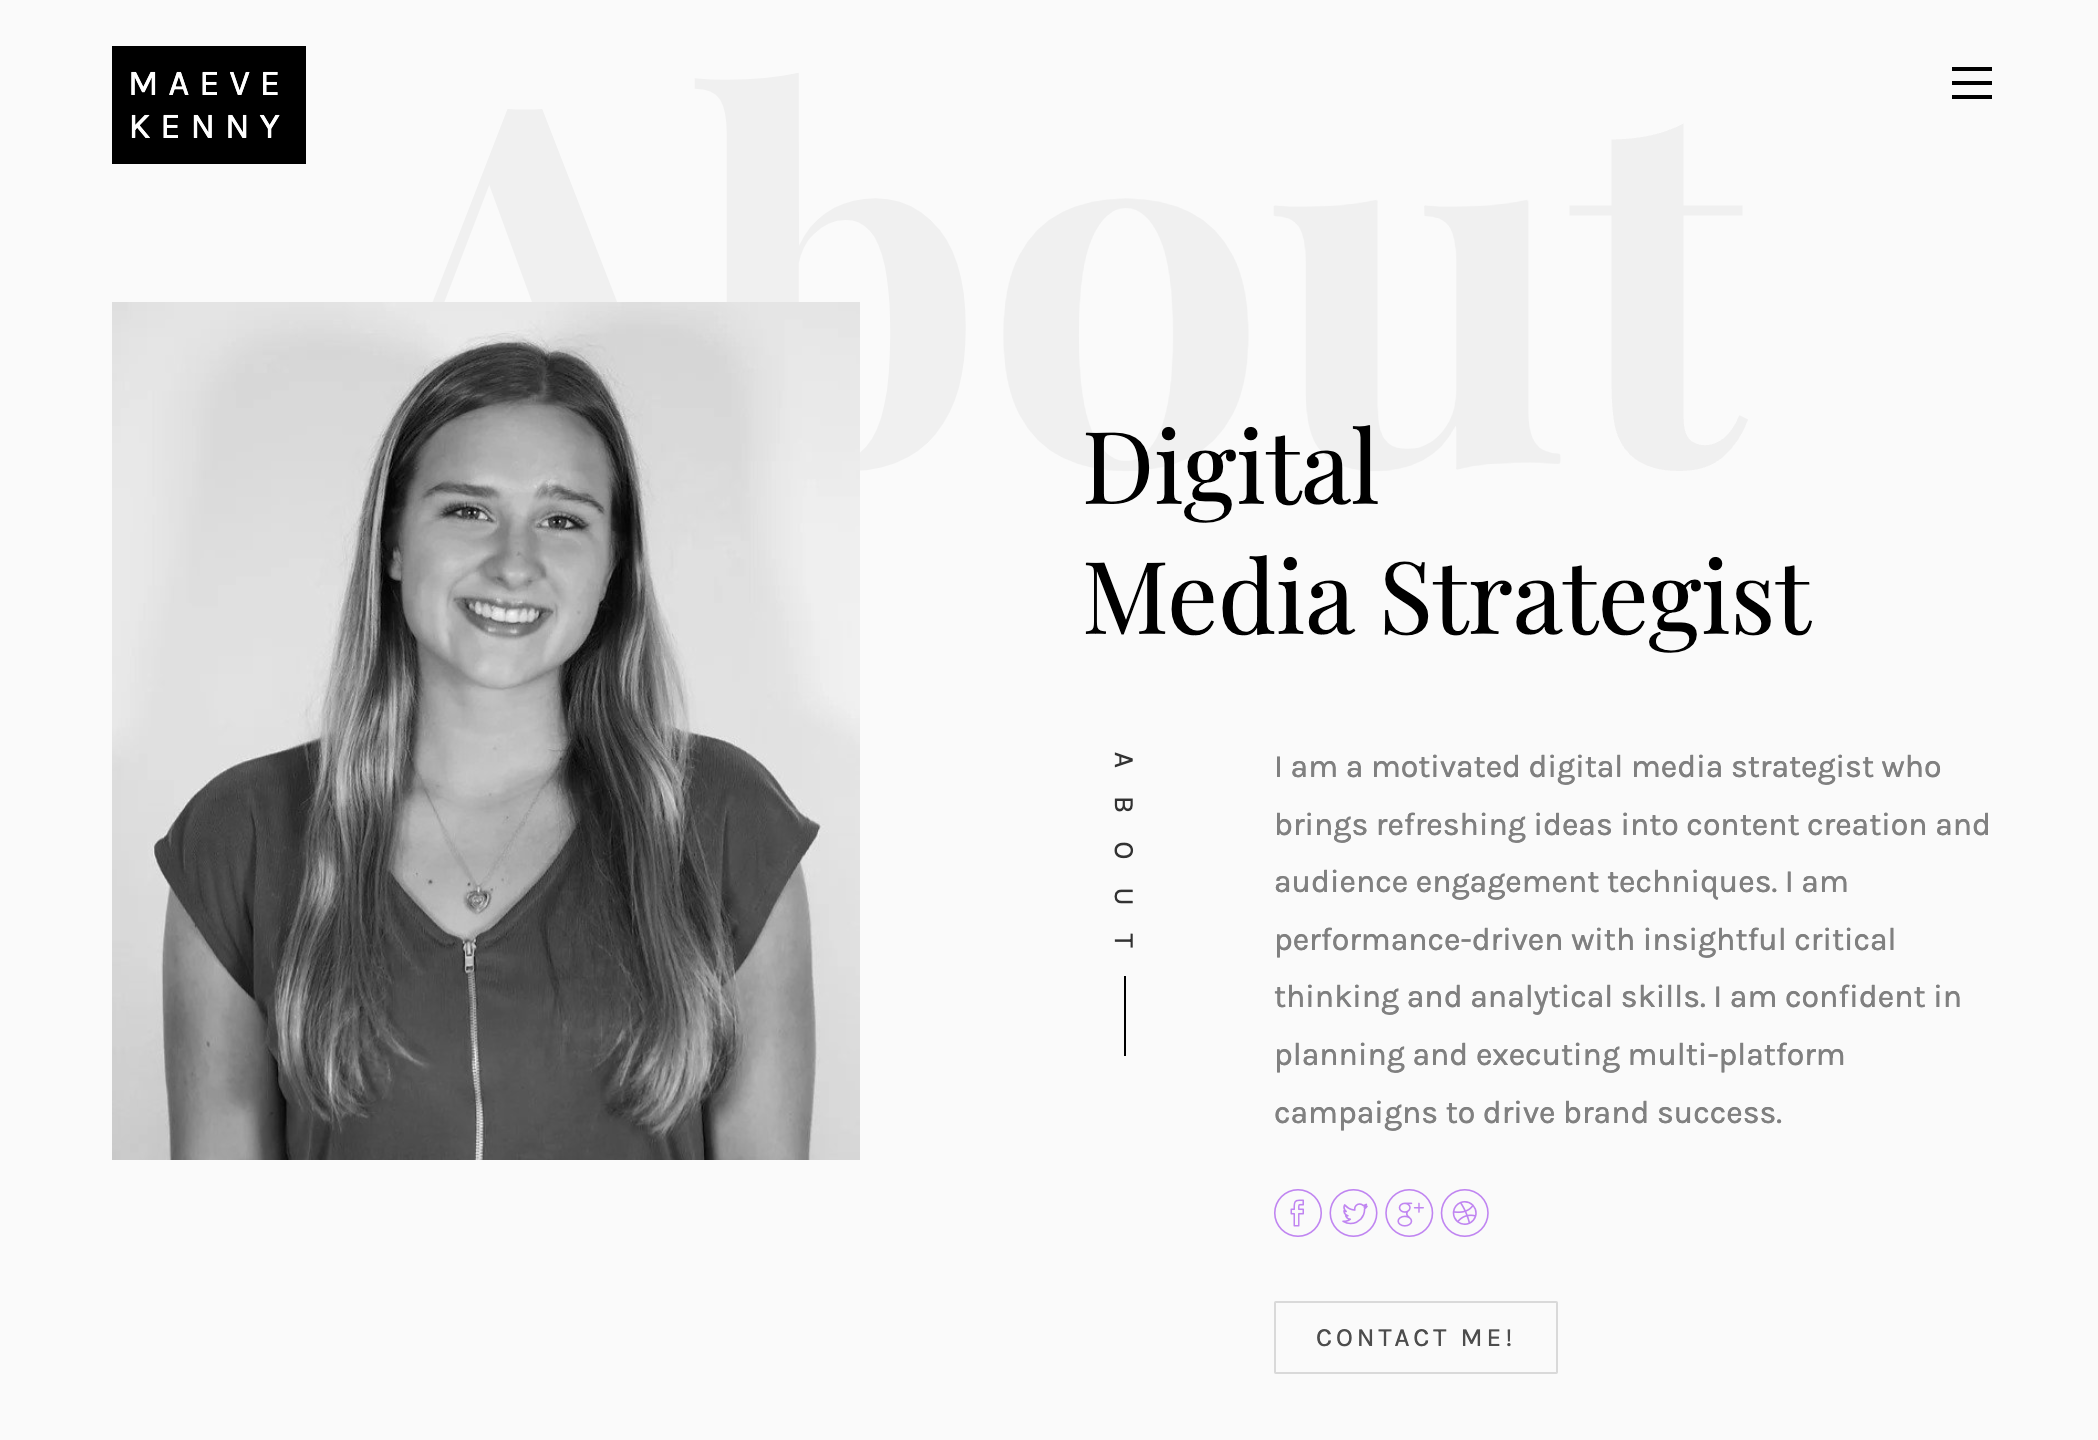 MAEVE
KENNY
About
Digital
Media Strategist
ABOUT
I am a motivated digital media strategist who
brings refreshing ideas into content creation and
audience engagement techniques. I am
performance-driven with insightful critical
thinking and analytical skills. I am confident in
planning and executing multi-platform
campaigns to drive brand success.
CONTACT ME!